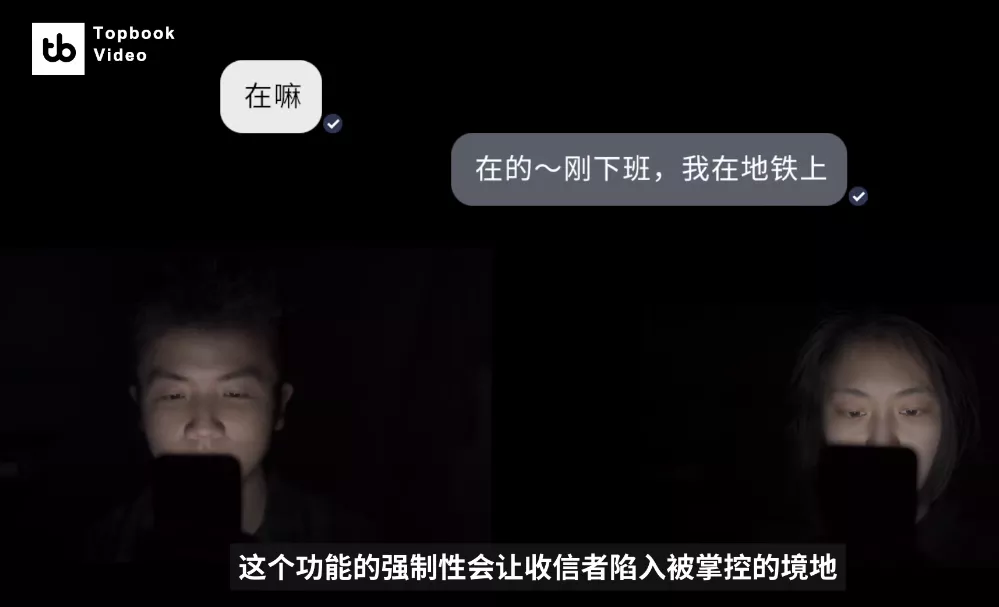 tb
Topbook
Video
在嘛
在的～刚下班，我在地铁上
这个功能的强制性会让收信者陷入被掌控的境地